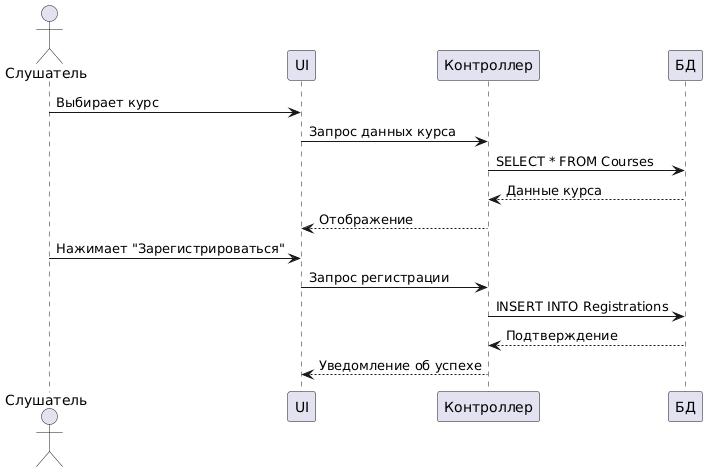 Слушатель
UI
Контроллер
БД
Выбирает курс
Запрос данных курса
SELECT * FROM Courses
Данные курса
Отображение
Нажимает "Зарегистрироваться"
Запрос регистрации
INSERT INTO Registrations
Подтверждение
Уведомление об успехе
Слушатель
UI
Контроллер
БД